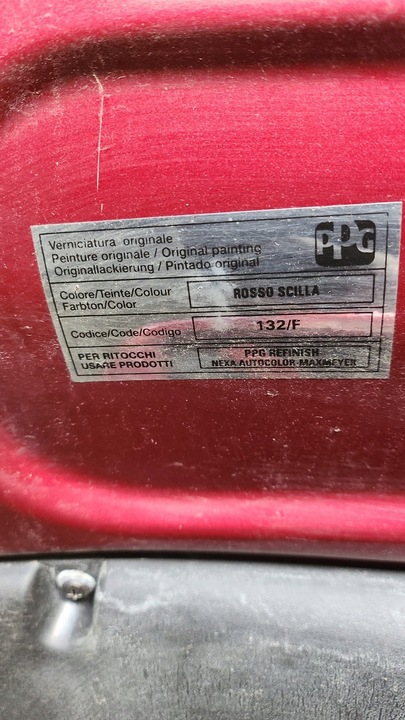 Verniciatura originale
Peinture originale / Original painting
Originallackierung / Pintado original
PPG
Colore/Teinte/Colour
Farbton/Color
ROSSO SCILLA
Codice/Code/Codigo
132/F
PER RITOCCHI
USARE PRODOTTI
PPG REFINISH
NEXA AUTOCOLOR-MAXMEYER